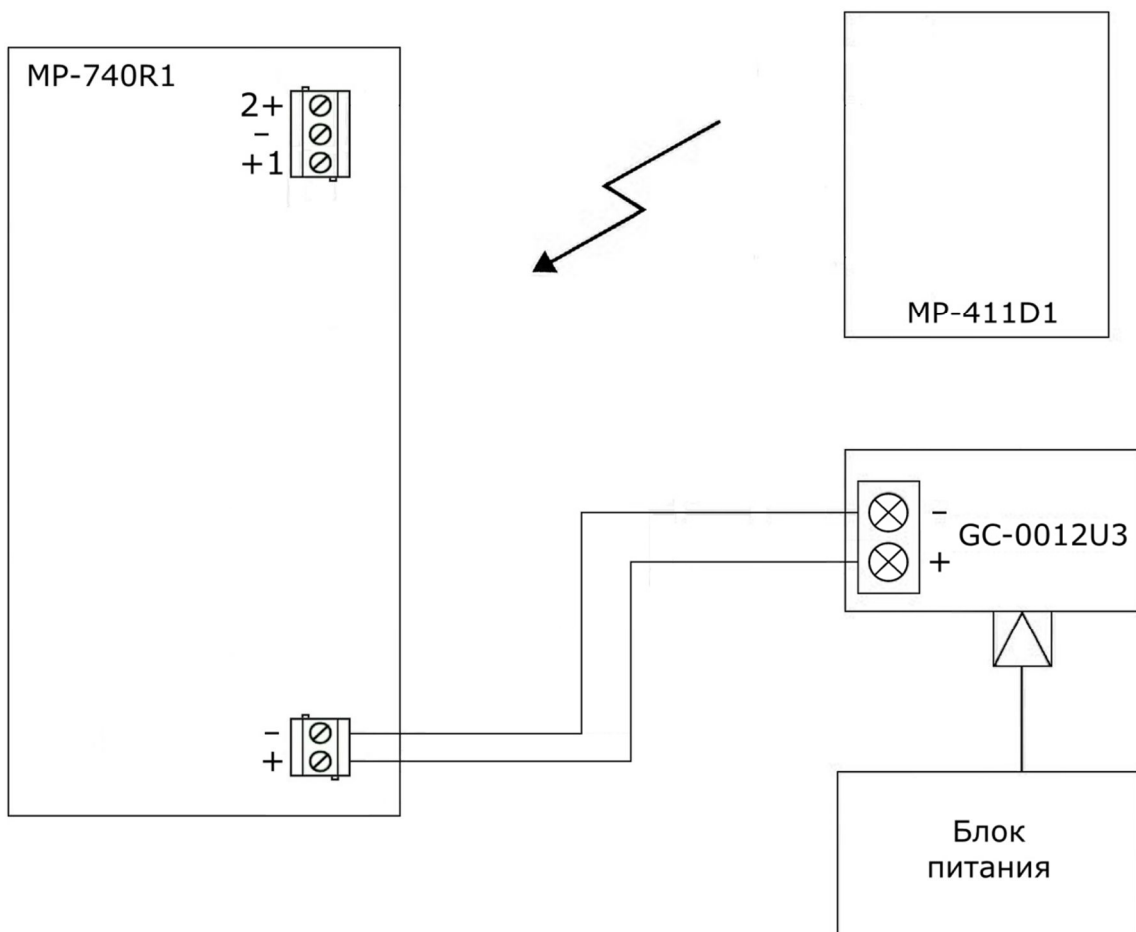 MP-740R1
2+
–
+1
MP-411D1
–
GC-0012U3
+
–
+
Блок
питания